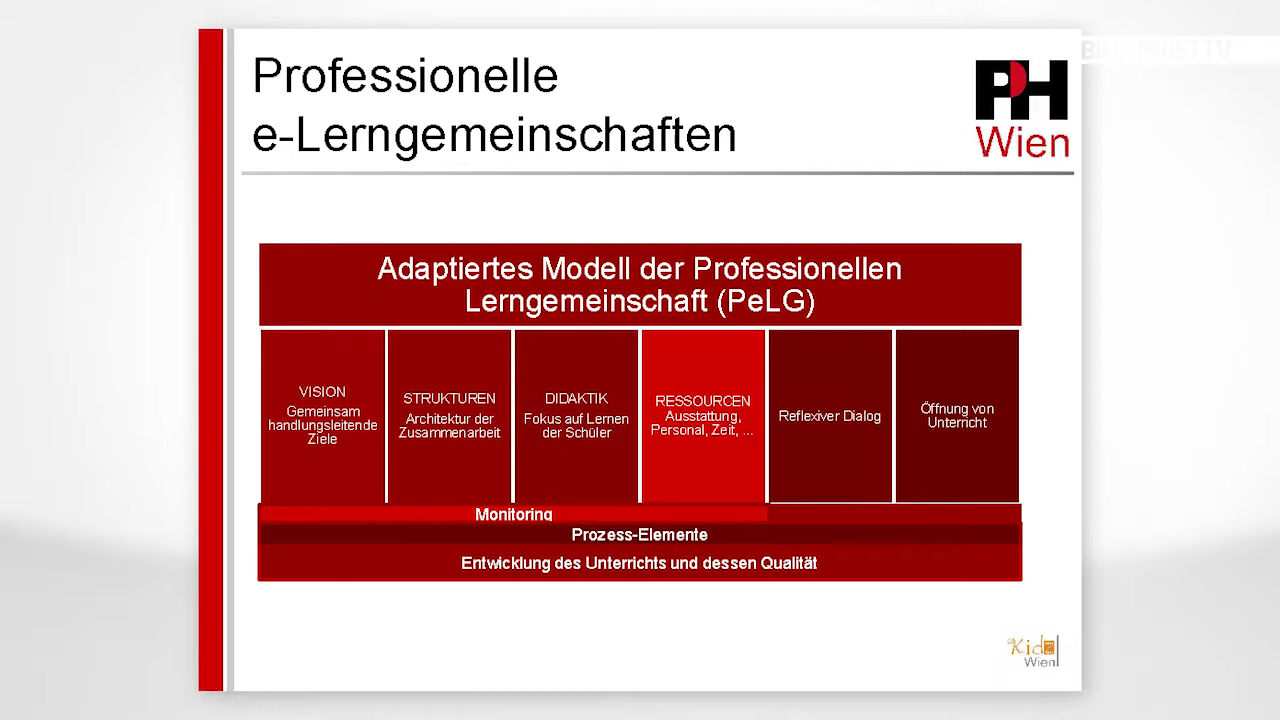 Professionelle
e-Lerngemeinschaften
PH
Wien
Adaptiertes Modell der Professionellen
Lerngemeinschaft (PeLG)
VISION
Gemeinsam
handlungsleitende
Ziele
STRUKTUREN
Architektur der
Zusammenarbeit
DIDAKTIK
Fokus auf Lernen
der Schüler
RESSOURCEN
Ausstattung,
Personal, Zeit, ...
Reflexiver Dialog
Öffnung von
Unterricht
Monitoring
Prozess-Elemente
Entwicklung des Unterrichts und dessen Qualität
Wien